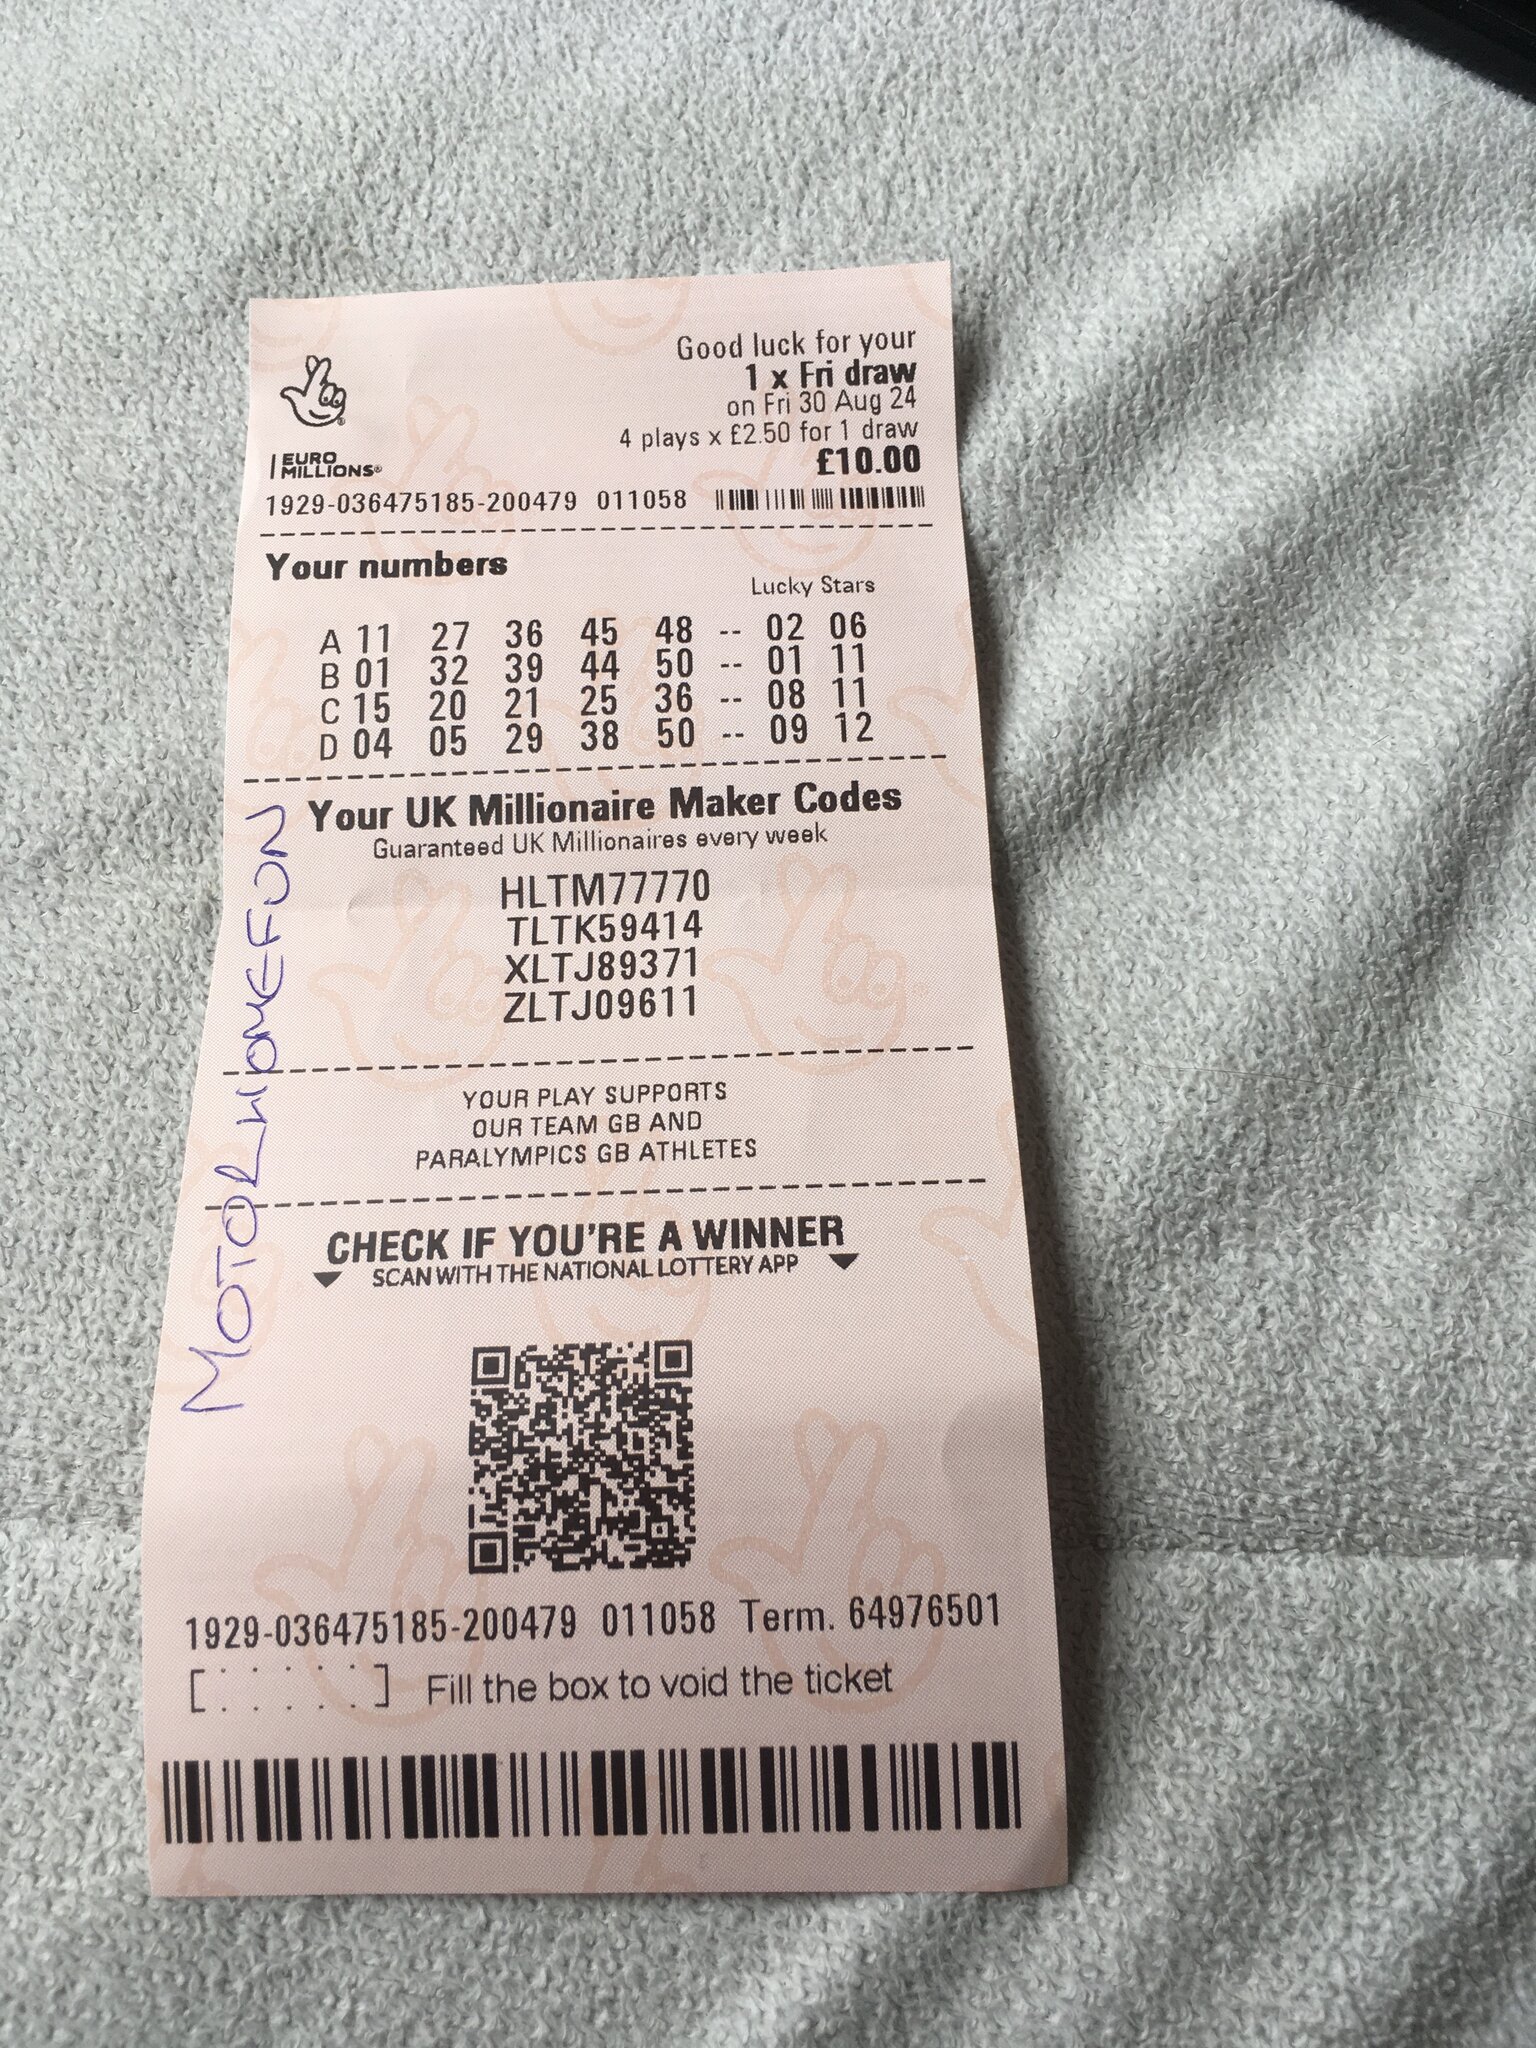 Good luck for your
1 x Fri draw
on Fri 30 Aug 24
4 plays x £2.50 for 1 draw
£10.00
EURO
MILLIONS®
1929-036475185-200479 011058
Your numbers
Lucky Stars
A 11 27 36 45 48 -- 02 06
B 01 32 39 44 50 -- 01 11
C 15 20 21 25 36 -- 08 11
D 04 05 29 38 50 -- 09 12
Your UK Millionaire Maker Codes
Guaranteed UK Millionaires every week
HLTM77770
TLTK59414
XLTJ89371
ZLTJ09611
MOTORHOMEFUN
YOUR PLAY SUPPORTS
OUR TEAM GB AND
PARALYMPICS GB ATHLETES
CHECK IF YOU'RE A WINNER
SCAN WITH THE NATIONAL LOTTERY APP
1929-036475185-200479 011058 Term. 64976501
Fill the box to void the ticket